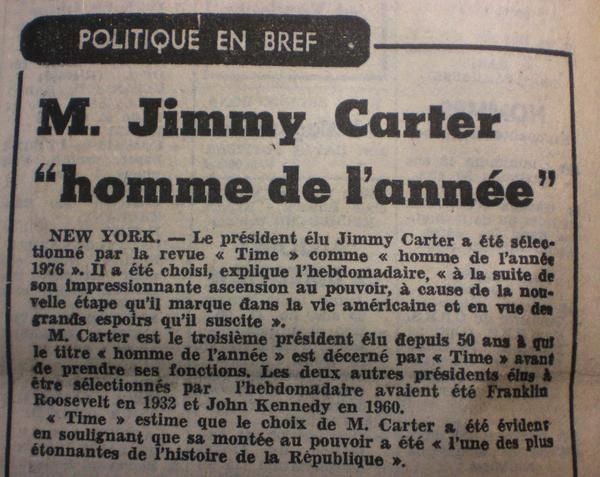 POLITIQUE EN BREF
M. Jimmy Carter
“homme de l'année”
NEW YORK. — Le président élu Jimmy Carter a été sélec-
tionné par la revue « Time » comme « homme de l'année
1976 ». Il a été choisi, explique l'hebdomadaire, « à la suite de
son impressionnante ascension au pouvoir, à cause de la nou-
velle étape qu'il marque dans la vie américaine et en vue des
grands espoirs qu'il suscite ».
M. Carter est le troisième président élu depuis 50 ans à qui
le titre « homme de l'année » est décerné par « Time » avant
de prendre ses fonctions. Les deux autres présidents élus à
être sélectionnés par l'hebdomadaire avaient été Franklin
Roosevelt en 1932 et John Kennedy en 1960.
« Time » estime que le choix de M. Carter a été évident
en soulignant que sa montée au pouvoir a été « l'une des plus
étonnantes de l'histoire de la République ».